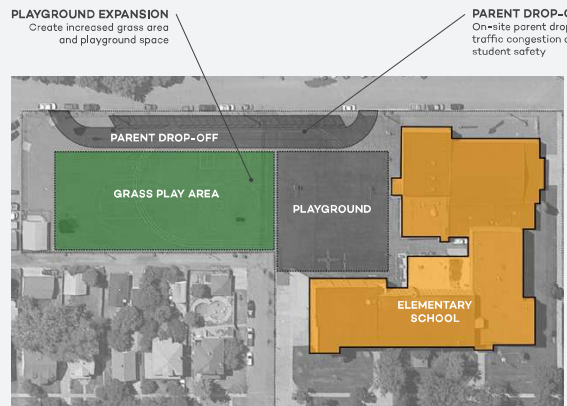 PLAYGROUND EXPANSION
Create increased grass area
and playground space
PARENT DROP-O
On-site parent drop
traffic congestion
student safety
PARENT DROP-OFF
GRASS PLAY AREA
PLAYGROUND
ELEMENTARY
SCHOOL